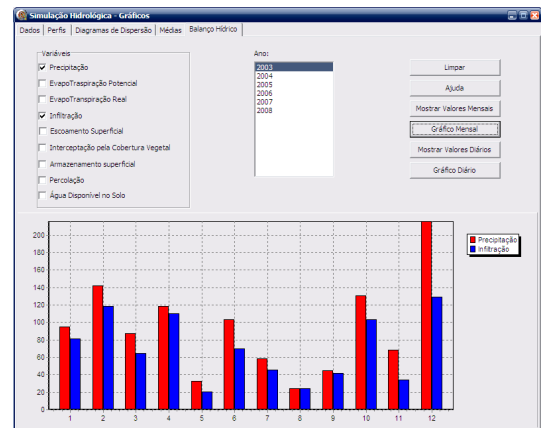 Simulação Hidrológica - Gráficos
Dados Perfis Diagramas de Dispersão Médias Balanço Hídrico
Variáveis
Precipitação
EvapoTraspiração Potencial
EvapoTranspiração Real
Infiltração
Escoamento Superficial
Interceptação pela Cobertura Vegetal
Armazenamento superficial
Percolação
Água Disponível no Solo
Ano:
2003
2004
2005
2006
2007
2008
Limpar
Ajuda
Mostrar Valores Mensais
Gráfico Mensal
Mostrar Valores Diários
Gráfico Diário
200
180
160
140
120
100
80
60
40
20
0
1 2 3 4 5 6 7 8 9 10 11 12
Precipitação
Infiltração